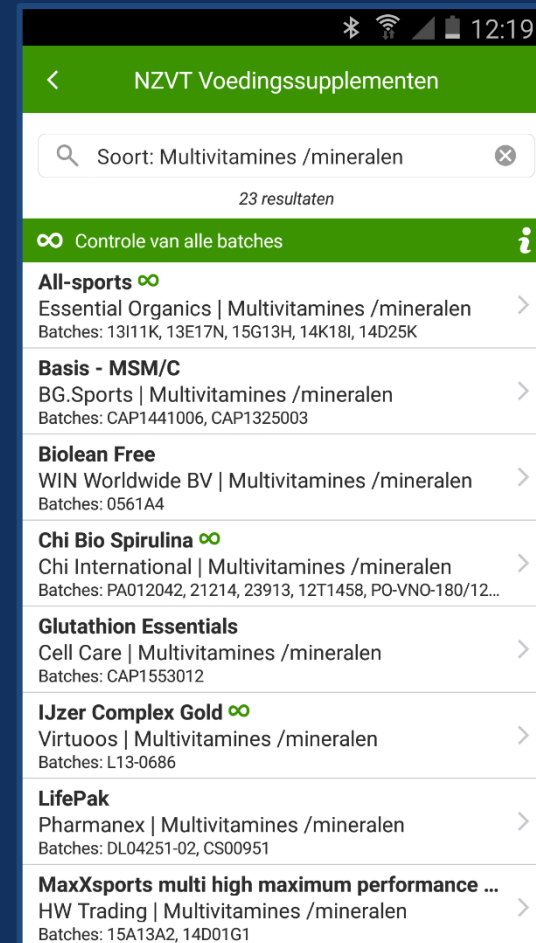 12:19
NZVT Voedingssupplementen
Soort: Multivitamines /mineralen
23 resultaten
Controle van alle batches
All-sports
Essential Organics | Multivitamines /mineralen
Batches: 13I11K, 13E17N, 15G13H, 14K18I, 14D25K
Basis - MSM/C
BG.Sports | Multivitamines /mineralen
Batches: CAP1441006, CAP1325003
Biolean Free
WIN Worldwide BV | Multivitamines /mineralen
Batches: 0561A4
Chi Bio Spirulina
Chi International | Multivitamines /mineralen
Batches: PA012042, 21214, 23913, 12T1458, PO-VNO-180/12...
Glutathion Essentials
Cell Care | Multivitamines /mineralen
Batches: CAP1553012
IJzer Complex Gold
Virtuoos | Multivitamines /mineralen
Batches: L13-0686
LifePak
Pharmanex | Multivitamines /mineralen
Batches: DL04251-02, CS00951
MaxXsports multi high maximum performance ...
HW Trading | Multivitamines /mineralen
Batches: 15A13A2, 14D01G1